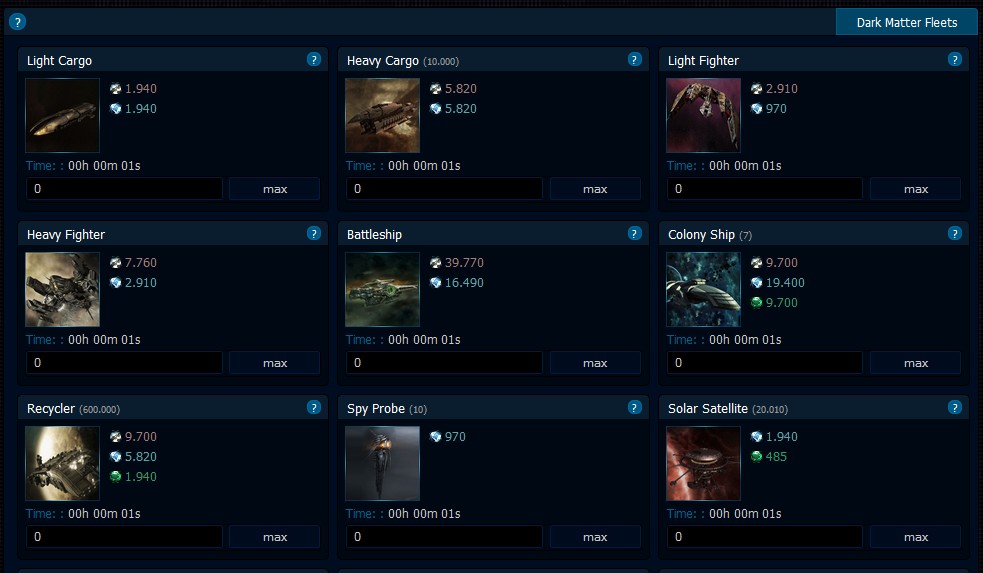 ?
Dark Matter Fleets
Light Cargo ?
1.940
1.940
Time: : 00h 00m 01s
0 max
Heavy Cargo (10.000) ?
5.820
5.820
Time: : 00h 00m 01s
0 max
Light Fighter ?
2.910
970
Time: : 00h 00m 01s
0 max
Heavy Fighter ?
7.760
2.910
Time: : 00h 00m 01s
0 max
Battleship ?
39.770
16.490
Time: : 00h 00m 01s
0 max
Colony Ship (7) ?
9.700
19.400
9.700
Time: : 00h 00m 01s
0 max
Recycler (600.000) ?
9.700
5.820
1.940
Time: : 00h 00m 01s
0 max
Spy Probe (10) ?
970
Time: : 00h 00m 01s
0 max
Solar Satellite (20.010) ?
1.940
485
Time: : 00h 00m 01s
0 max